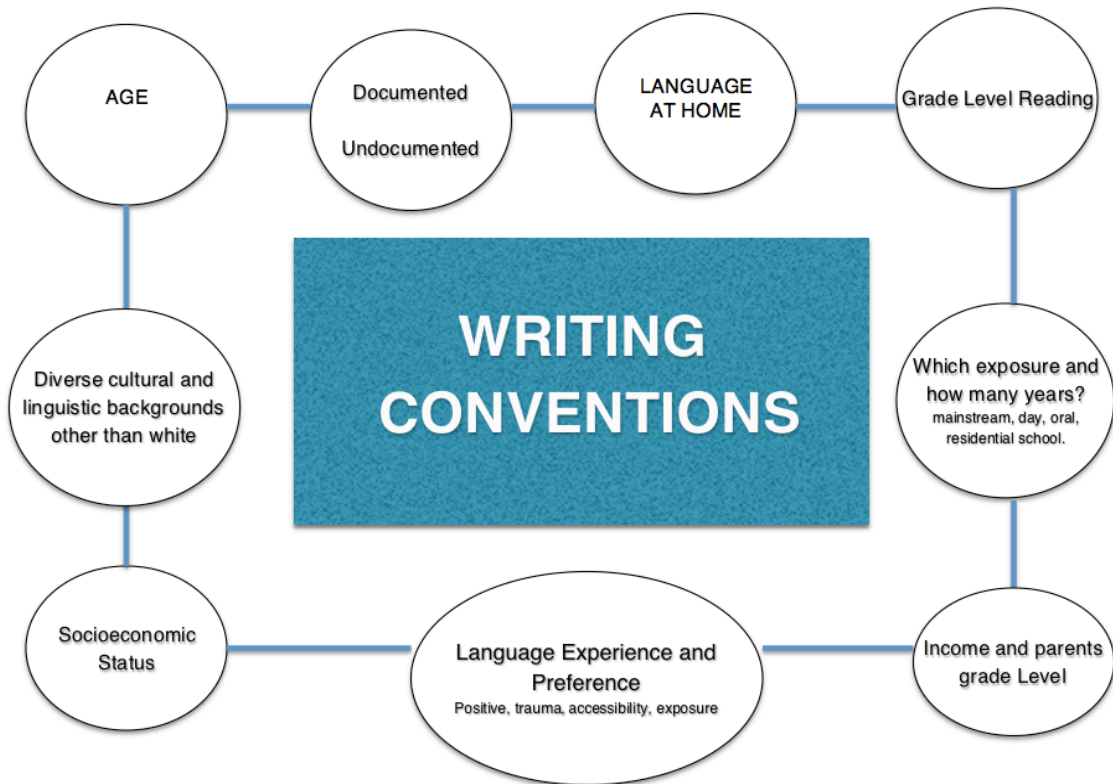 AGE
Documented
Undocumented
LANGUAGE
AT HOME
Grade Level Reading
WRITING
CONVENTIONS
Diverse cultural and
linguistic backgrounds
other than white
Which exposure and
how many years?
mainstream, day, oral,
residential school.
Socioeconomic
Status
Language Experience and
Preference
Positive, trauma, accessibility, exposure
Income and parents
grade Level